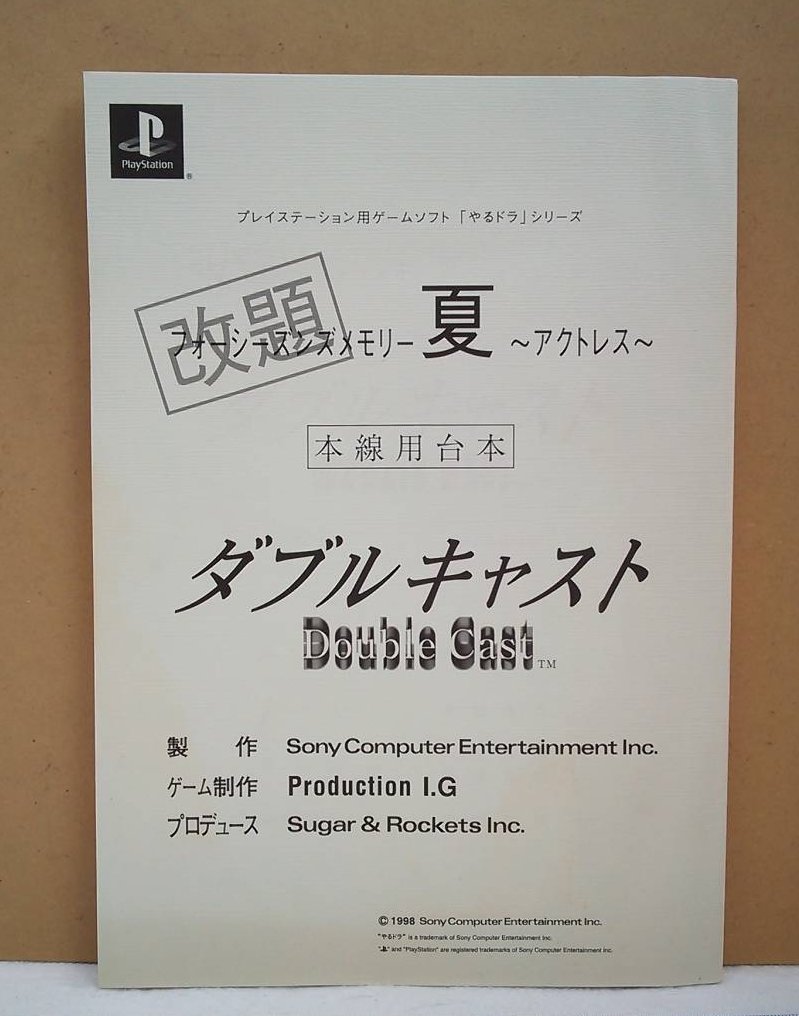 PlayStation
®
プレイステーション用ゲームソフト「やるドラ」シリーズ
改題
フォーシーズンズメモリー 夏 ～アクトレス～
本線用台本
ダブルキャスト
Double Cast™
製作 Sony Computer Entertainment Inc.
ゲーム制作 Production I.G
プロデュース Sugar & Rockets Inc.
© 1998 Sony Computer Entertainment Inc.
"やるドラ" is a trademark of Sony Computer Entertainment Inc.
" " and "PlayStation" are registered trademarks of Sony Computer Entertainment Inc.